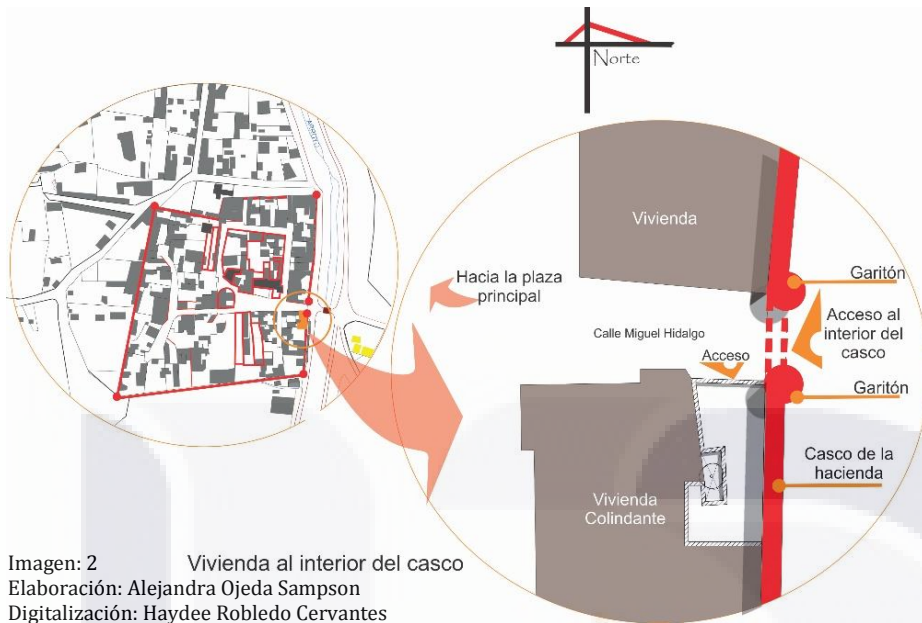 Norte
Vivienda
Garitón
Hacia la plaza
principal
Acceso al
interior del
casco
Calle Miguel Hidalgo
Acceso
Garitón
Casco de la
hacienda
Vivienda
Colindante
Imagen: 2
Vivienda al interior del casco
Elaboración: Alejandra Ojeda Sampson
Digitalización: Haydee Robledo Cervantes